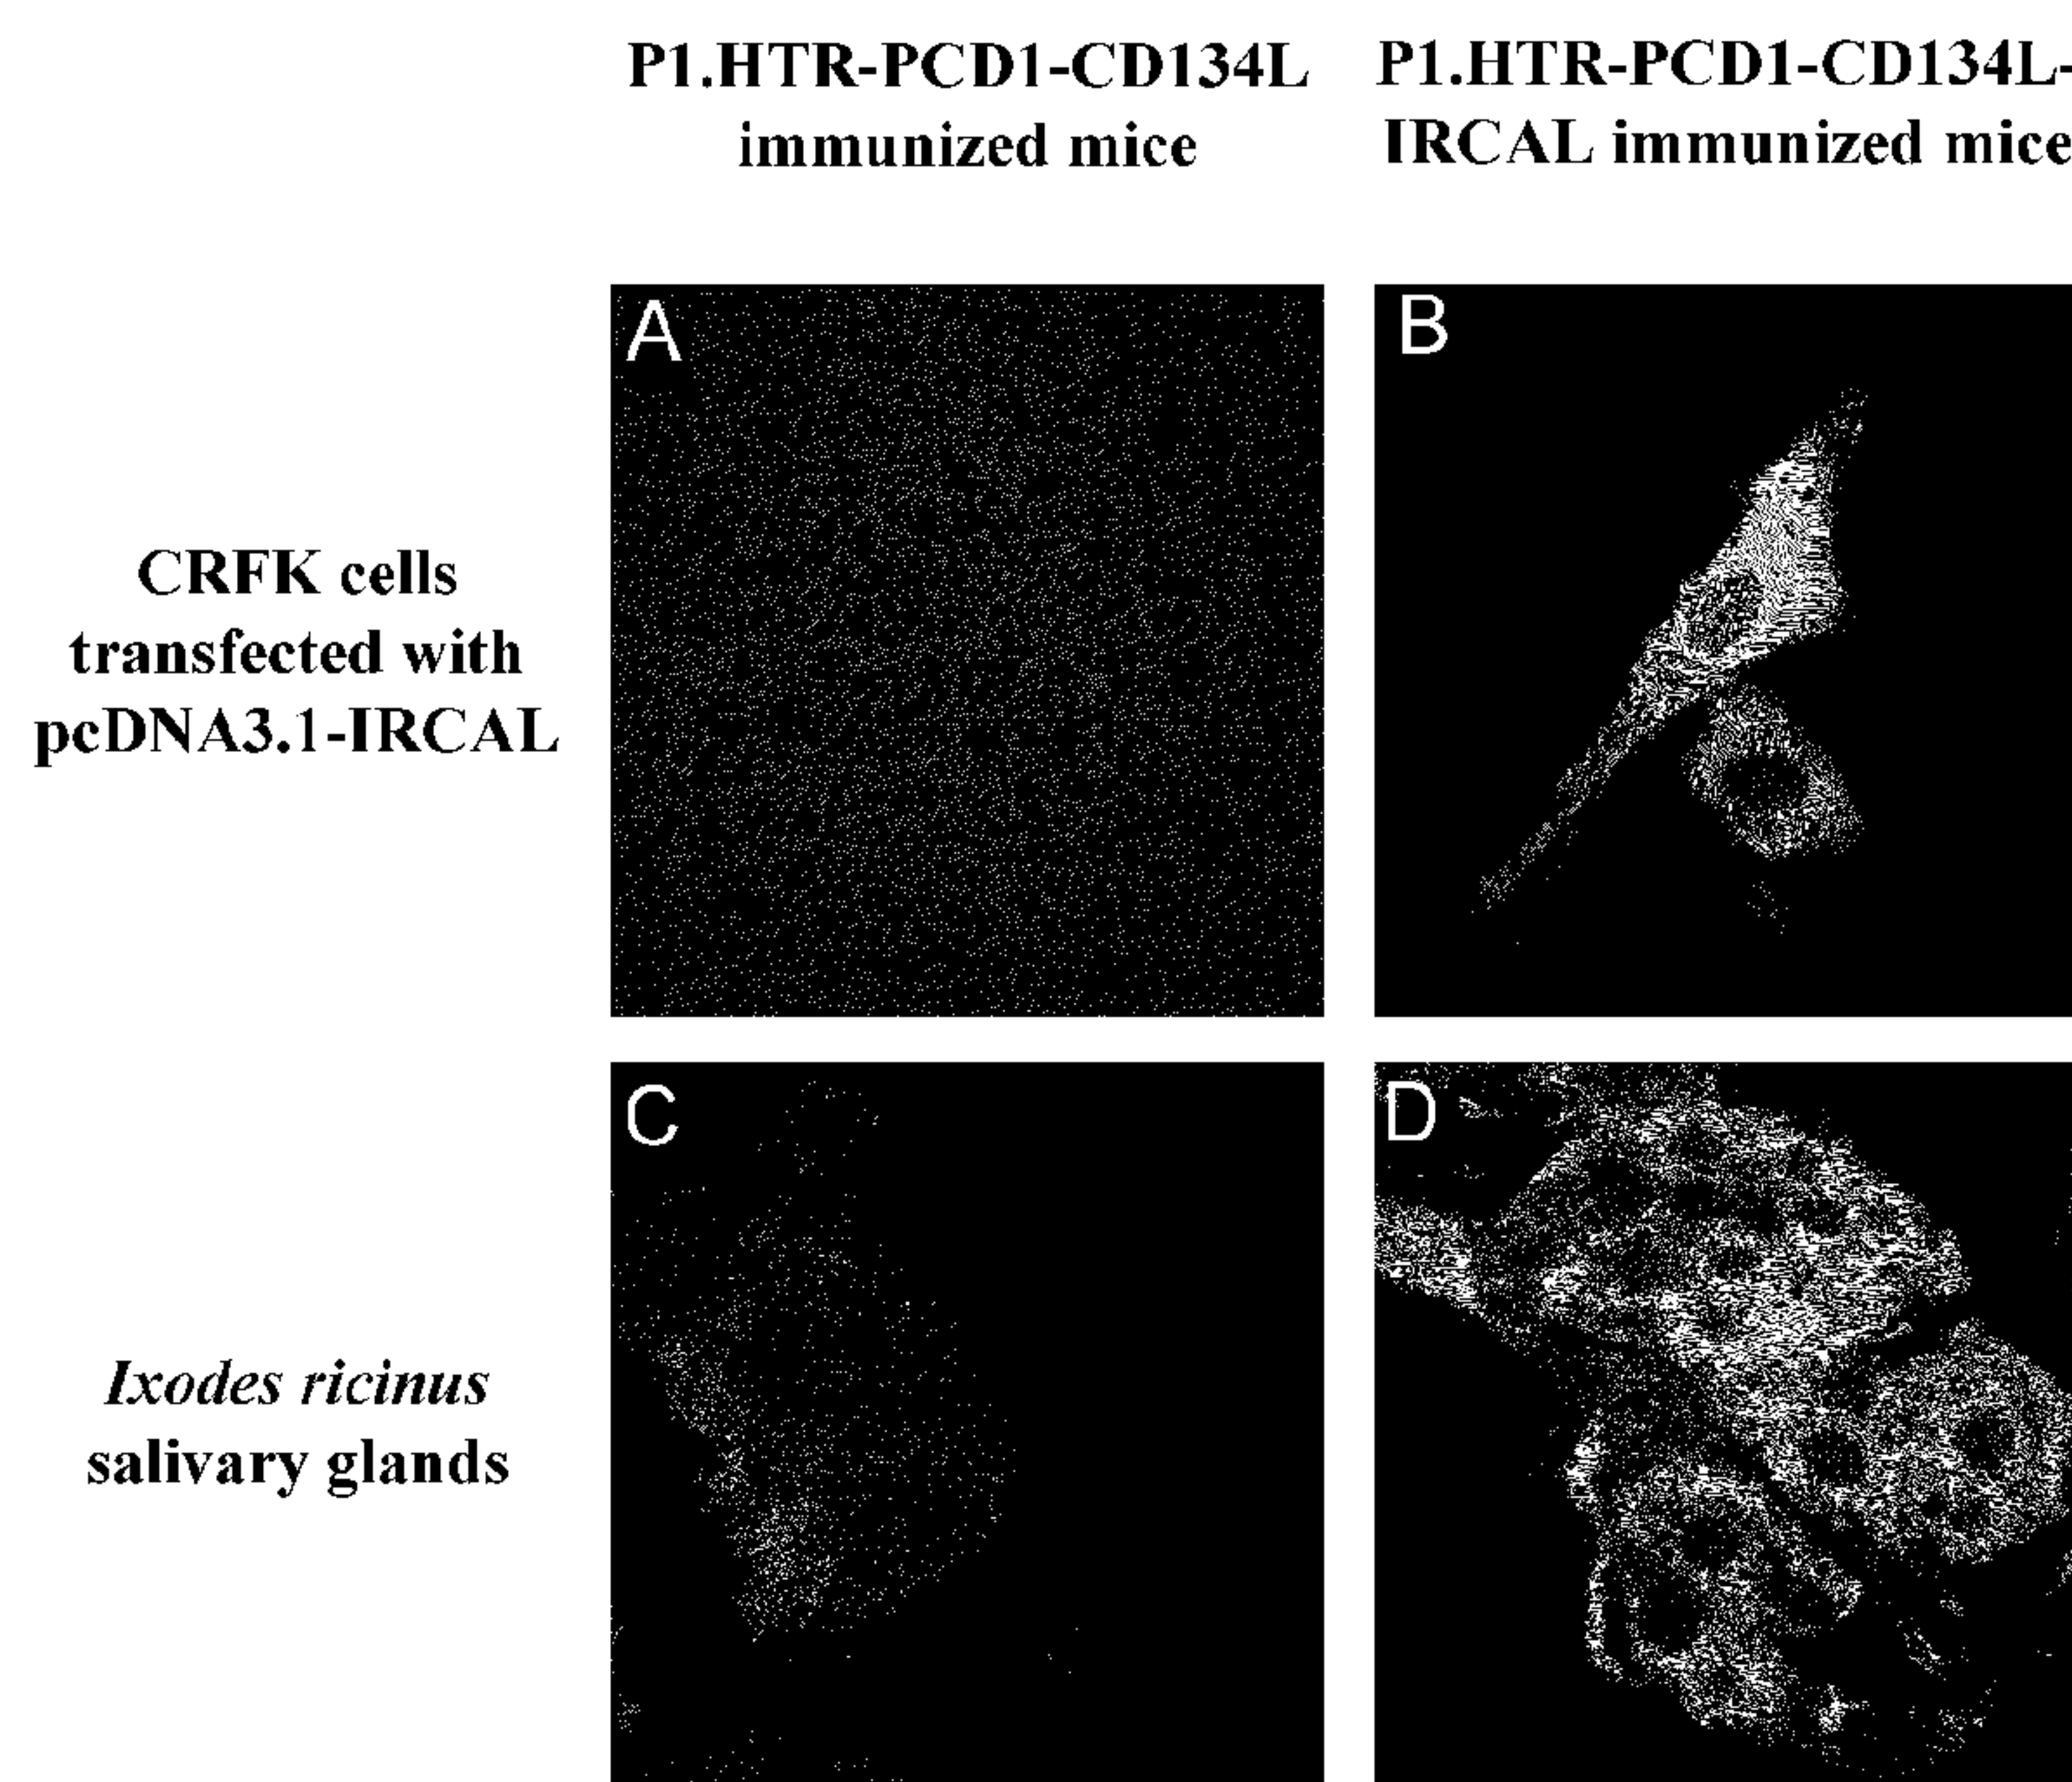 P1.HTR-PCD1-CD134L
immunized mice
P1.HTR-PCD1-CD134L-
IRCAL immunized mice
A
B
CRFK cells
transfected with
pcDNA3.1-IRCAL
C
D
Ixodes ricinus
salivary glands